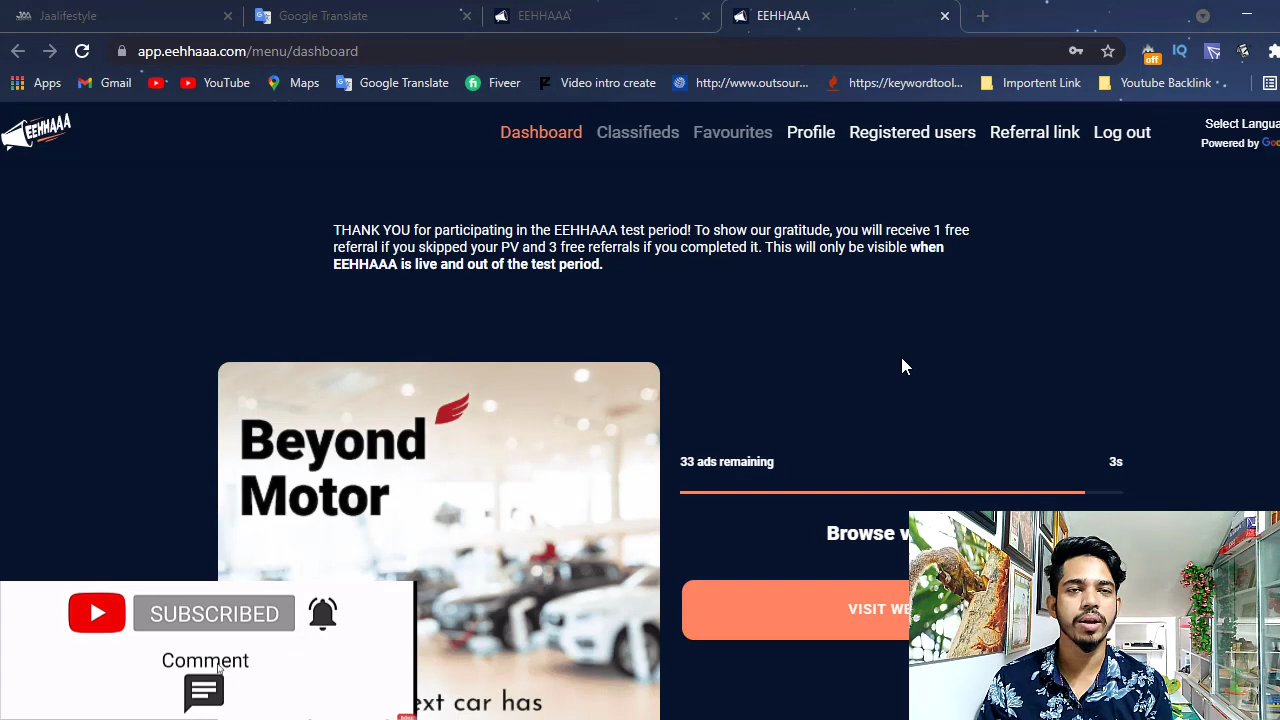 Jaalifestyle
Google Translate
EEHHAAA
EEHHAAA
app.eehhaaa.com/menu/dashboard
off
IQ
Apps
Gmail
YouTube
Maps
Google Translate
fi
Fiveer
Video intro create
http://www.outsour...
https://keywordtool...
Importent Link
Youtube Backlink
EEHHAAA
Dashboard
Classifieds
Favourites
Profile
Registered users
Referral link
Log out
Select Langua
Powered by Goo
THANK YOU for participating in the EEHHAAA test period! To show our gratitude, you will receive 1 free
referral if you skipped your PV and 3 free referrals if you completed it. This will only be visible when
EEHHAAA is live and out of the test period.
Beyond
Motor
33 ads remaining
3s
Browse
VISIT
SUBSCRIBED
Comment
ext car has